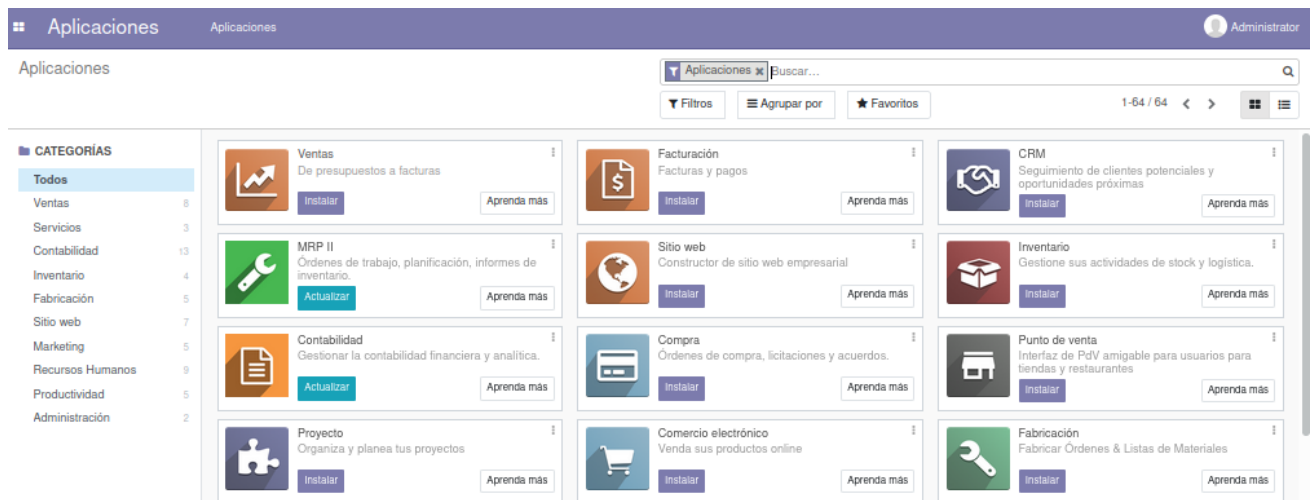 Aplicaciones
Aplicaciones
Administrator
Aplicaciones
Aplicaciones
Buscar...
Filtros
Agrupar por
Favoritos
1-64 / 64
CATEGORÍAS
Todos
Ventas 8
Servicios 3
Contabilidad 13
Inventario 4
Fabricación 5
Sitio web 7
Marketing 5
Recursos Humanos 9
Productividad 5
Administración 2
Ventas
De presupuestos a facturas
Instalar
Aprenda más
Facturación
Facturas y pagos
Instalar
Aprenda más
CRM
Seguimiento de clientes potenciales y
oportunidades próximas
Instalar
Aprenda más
MRP II
Órdenes de trabajo, planificación, informes de
inventario.
Actualizar
Aprenda más
Sitio web
Constructor de sitio web empresarial
Instalar
Aprenda más
Inventario
Gestione sus actividades de stock y logística.
Instalar
Aprenda más
Contabilidad
Gestionar la contabilidad financiera y analítica.
Actualizar
Aprenda más
Compra
Órdenes de compra, licitaciones y acuerdos.
Instalar
Aprenda más
Punto de venta
Interfaz de PdV amigable para usuarios para
tiendas y restaurantes
Instalar
Aprenda más
Proyecto
Organiza y planea tus proyectos
Instalar
Aprenda más
Comercio electrónico
Venda sus productos online
Instalar
Aprenda más
Fabricación
Fabricar Órdenes & Listas de Materiales
Instalar
Aprenda más